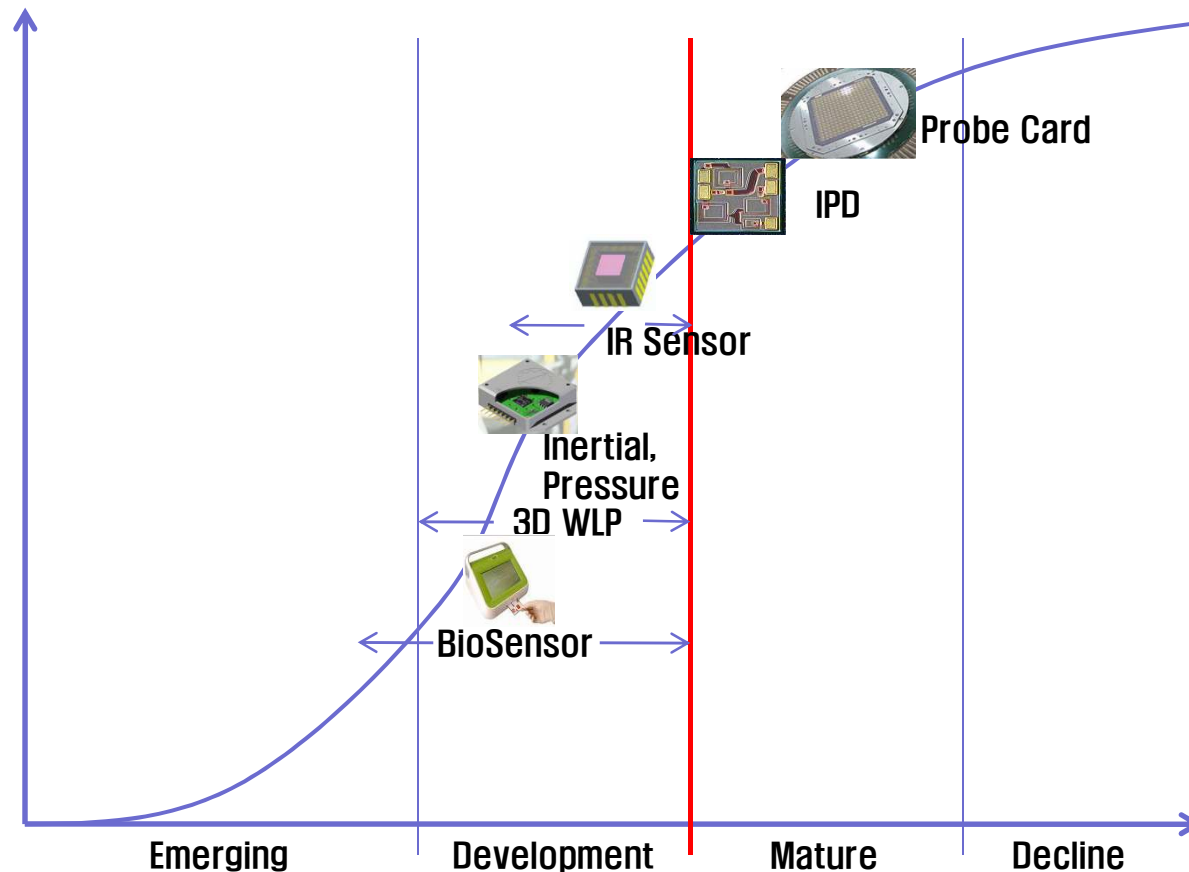 Probe Card
IPD
IR Sensor
Inertial,
Pressure
3D WLP
BioSensor
Emerging
Development
Mature
Decline